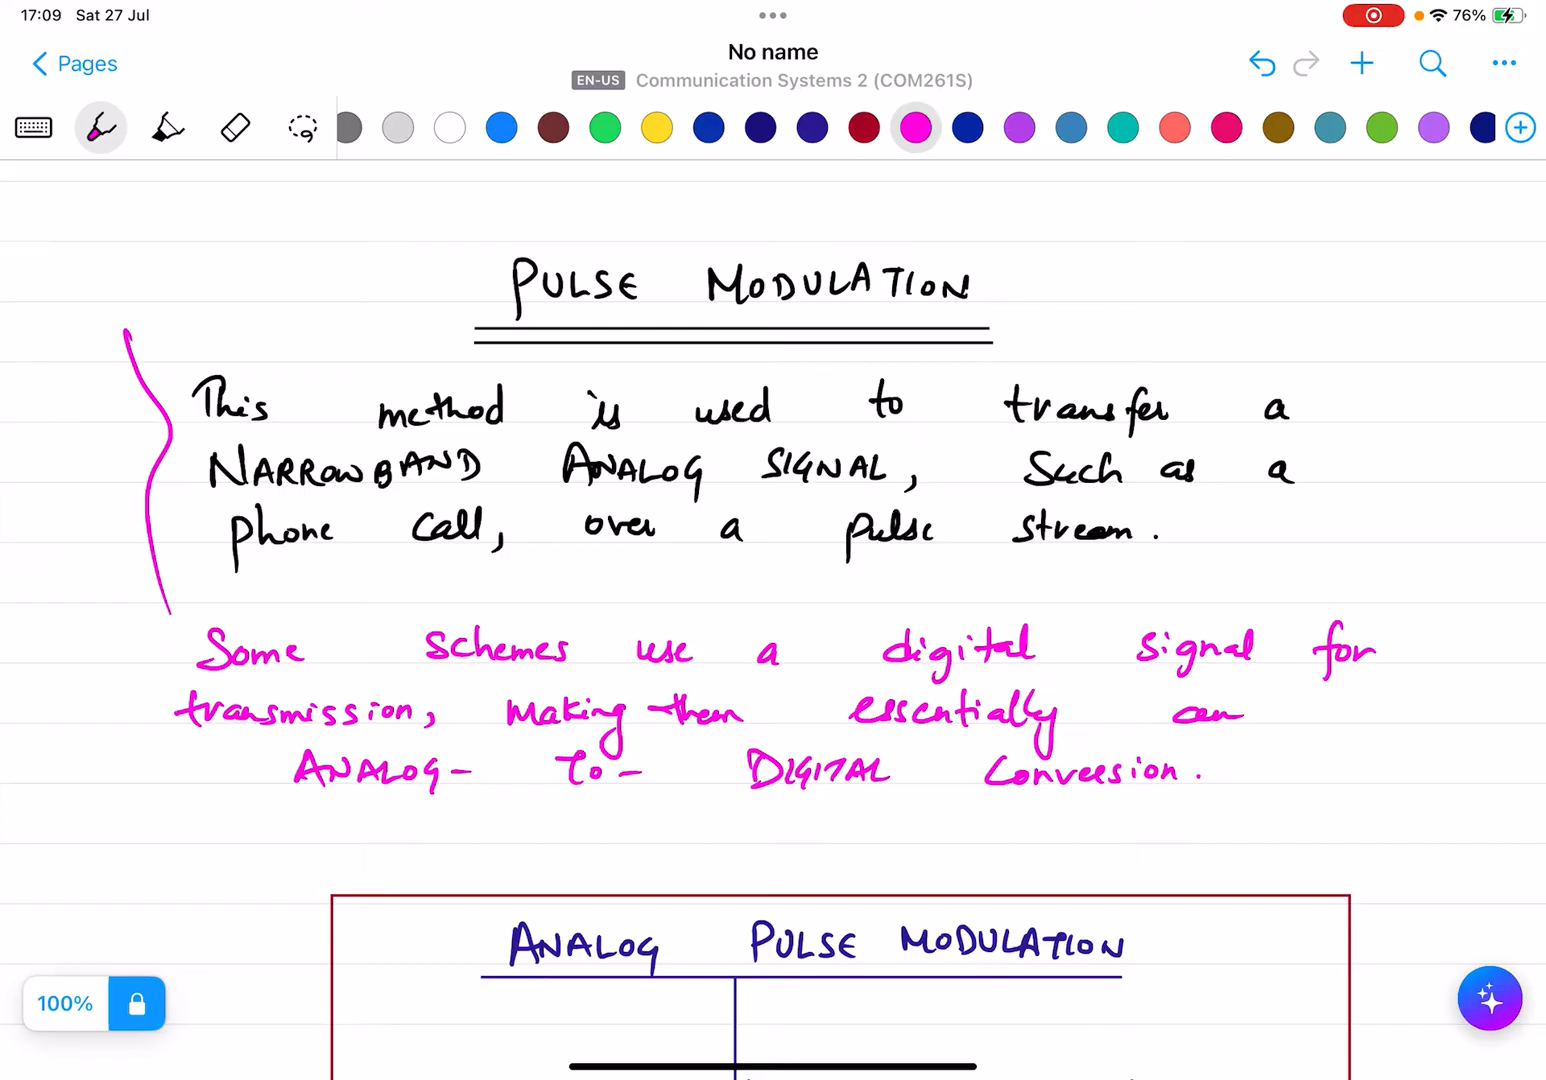 17:09 Sat 27 Jul
76%
Pages
No name
EN-US Communication Systems 2 (COM261S)
PULSE MODULATION
This method is used to transfer a
NARROWBAND ANALOG SIGNAL, Such as a
phone call, over a pulse stream.
Some schemes use a digital signal for
transmission, making them essentially an
ANALOG- To- DIGITAL Conversion.
ANALOG PULSE MODULATION
100%